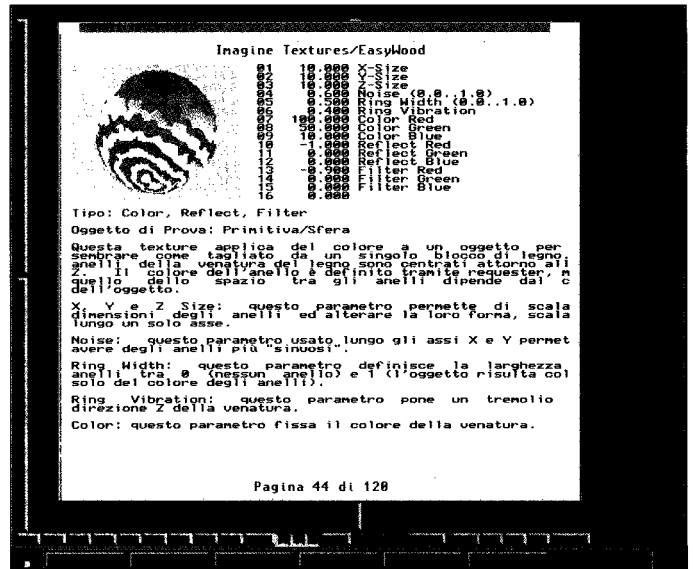 Imagine Textures/EasyWood
01 10.000 X-Size
02 10.000 Y-Size
03 10.000 Z-Size
04 0.600 Noise (0.0..1.0)
05 0.500 Ring Width (0.0..1.0)
06 0.400 Ring Vibration
07 100.000 Color Red
08 50.000 Color Green
09 10.000 Color Blue
10 -1.000 Reflect Red
11 0.000 Reflect Green
12 0.000 Reflect Blue
13 -0.900 Filter Red
14 0.000 Filter Green
15 0.000 Filter Blue
16 0.000
Tipo: Color, Reflect, Filter
Oggetto di Prova: Primitiva/Sfera
Questa texture applica del colore a un oggetto per
sembrare come tagliato da un singolo blocco di legno.
anelli della venatura del legno sono centrati attorno all
Z. Il colore dell'anello è definito tramite requester, m
quello dello spazio tra gli anelli dipende dal c
dell'oggetto.
X, Y e Z Size: questo parametro permette di scala
dimensioni degli anelli ed alterare la loro forma, scala
lungo un solo asse.
Noise: questo parametro usato lungo gli assi X e Y permet
avere degli anelli più "sinuosi".
Ring Width: questo parametro definisce la larghezza
anelli tra 0 (nessun anello) e 1 (l'oggetto risulta col
solo del colore degli anelli).
Ring Vibration: questo parametro pone un tremolio
direzione Z della venatura.
Color: questo parametro fissa il colore della venatura.
Pagina 44 di 120